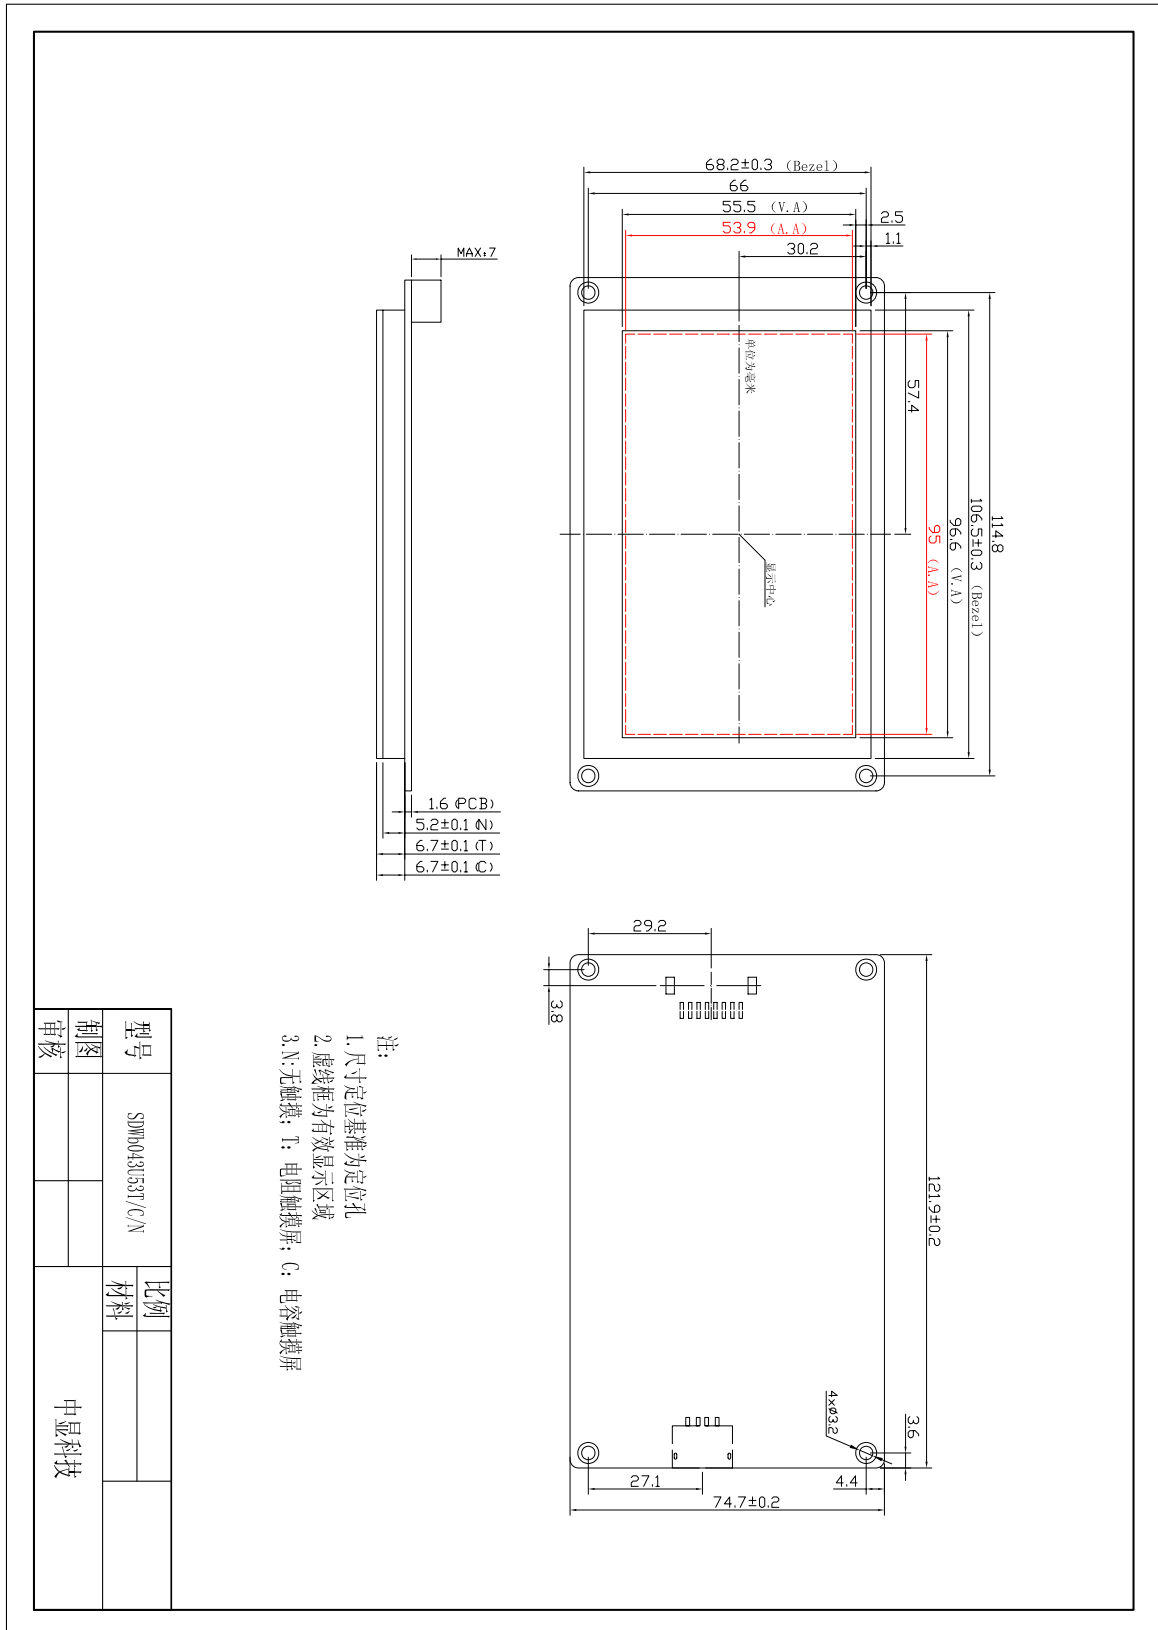 68.2±0.3 (Bezel)
66
55.5 (V.A)
53.9 (A.A)
2.5
1.1
30.2
MAX:7
单位为毫米
57.4
114.8
106.5±0.3 (Bezel)
96.6 (V.A)
95 (A.A)
显示中心
1.6 (PCB)
5.2±0.1 (N)
6.7±0.1 (T)
6.7±0.1 (C)
29.2
3.8
121.9±0.2
4xø3.2
3.6
4.4
27.1
74.7±0.2
注:
1.尺寸定位基准为定位孔
2.虚线框为有效显示区域
3.N:无触摸; T: 电阻触摸屏; C: 电容触摸屏
型号
SDWb043U53T/C/N
比例
材料
制图
审核
中显科技